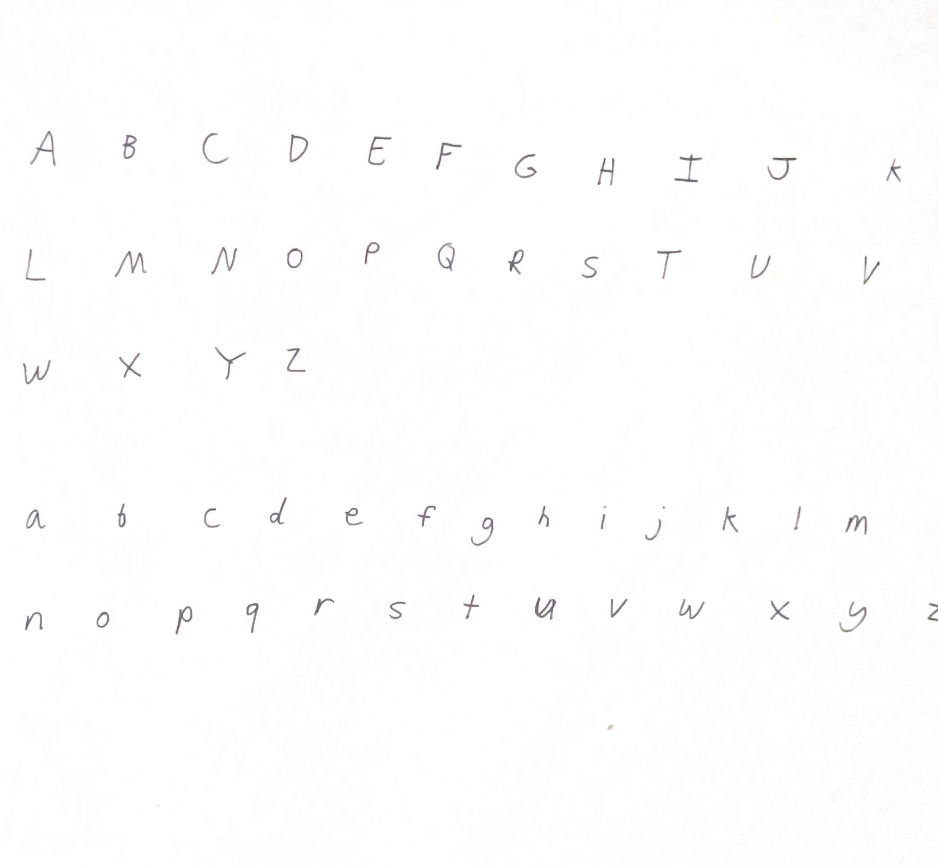 A B C D E F G H I J K
L M N O P Q R S T U V
W X Y Z
a b c d e f g h i j k l m
n o p q r s t u v w x y z